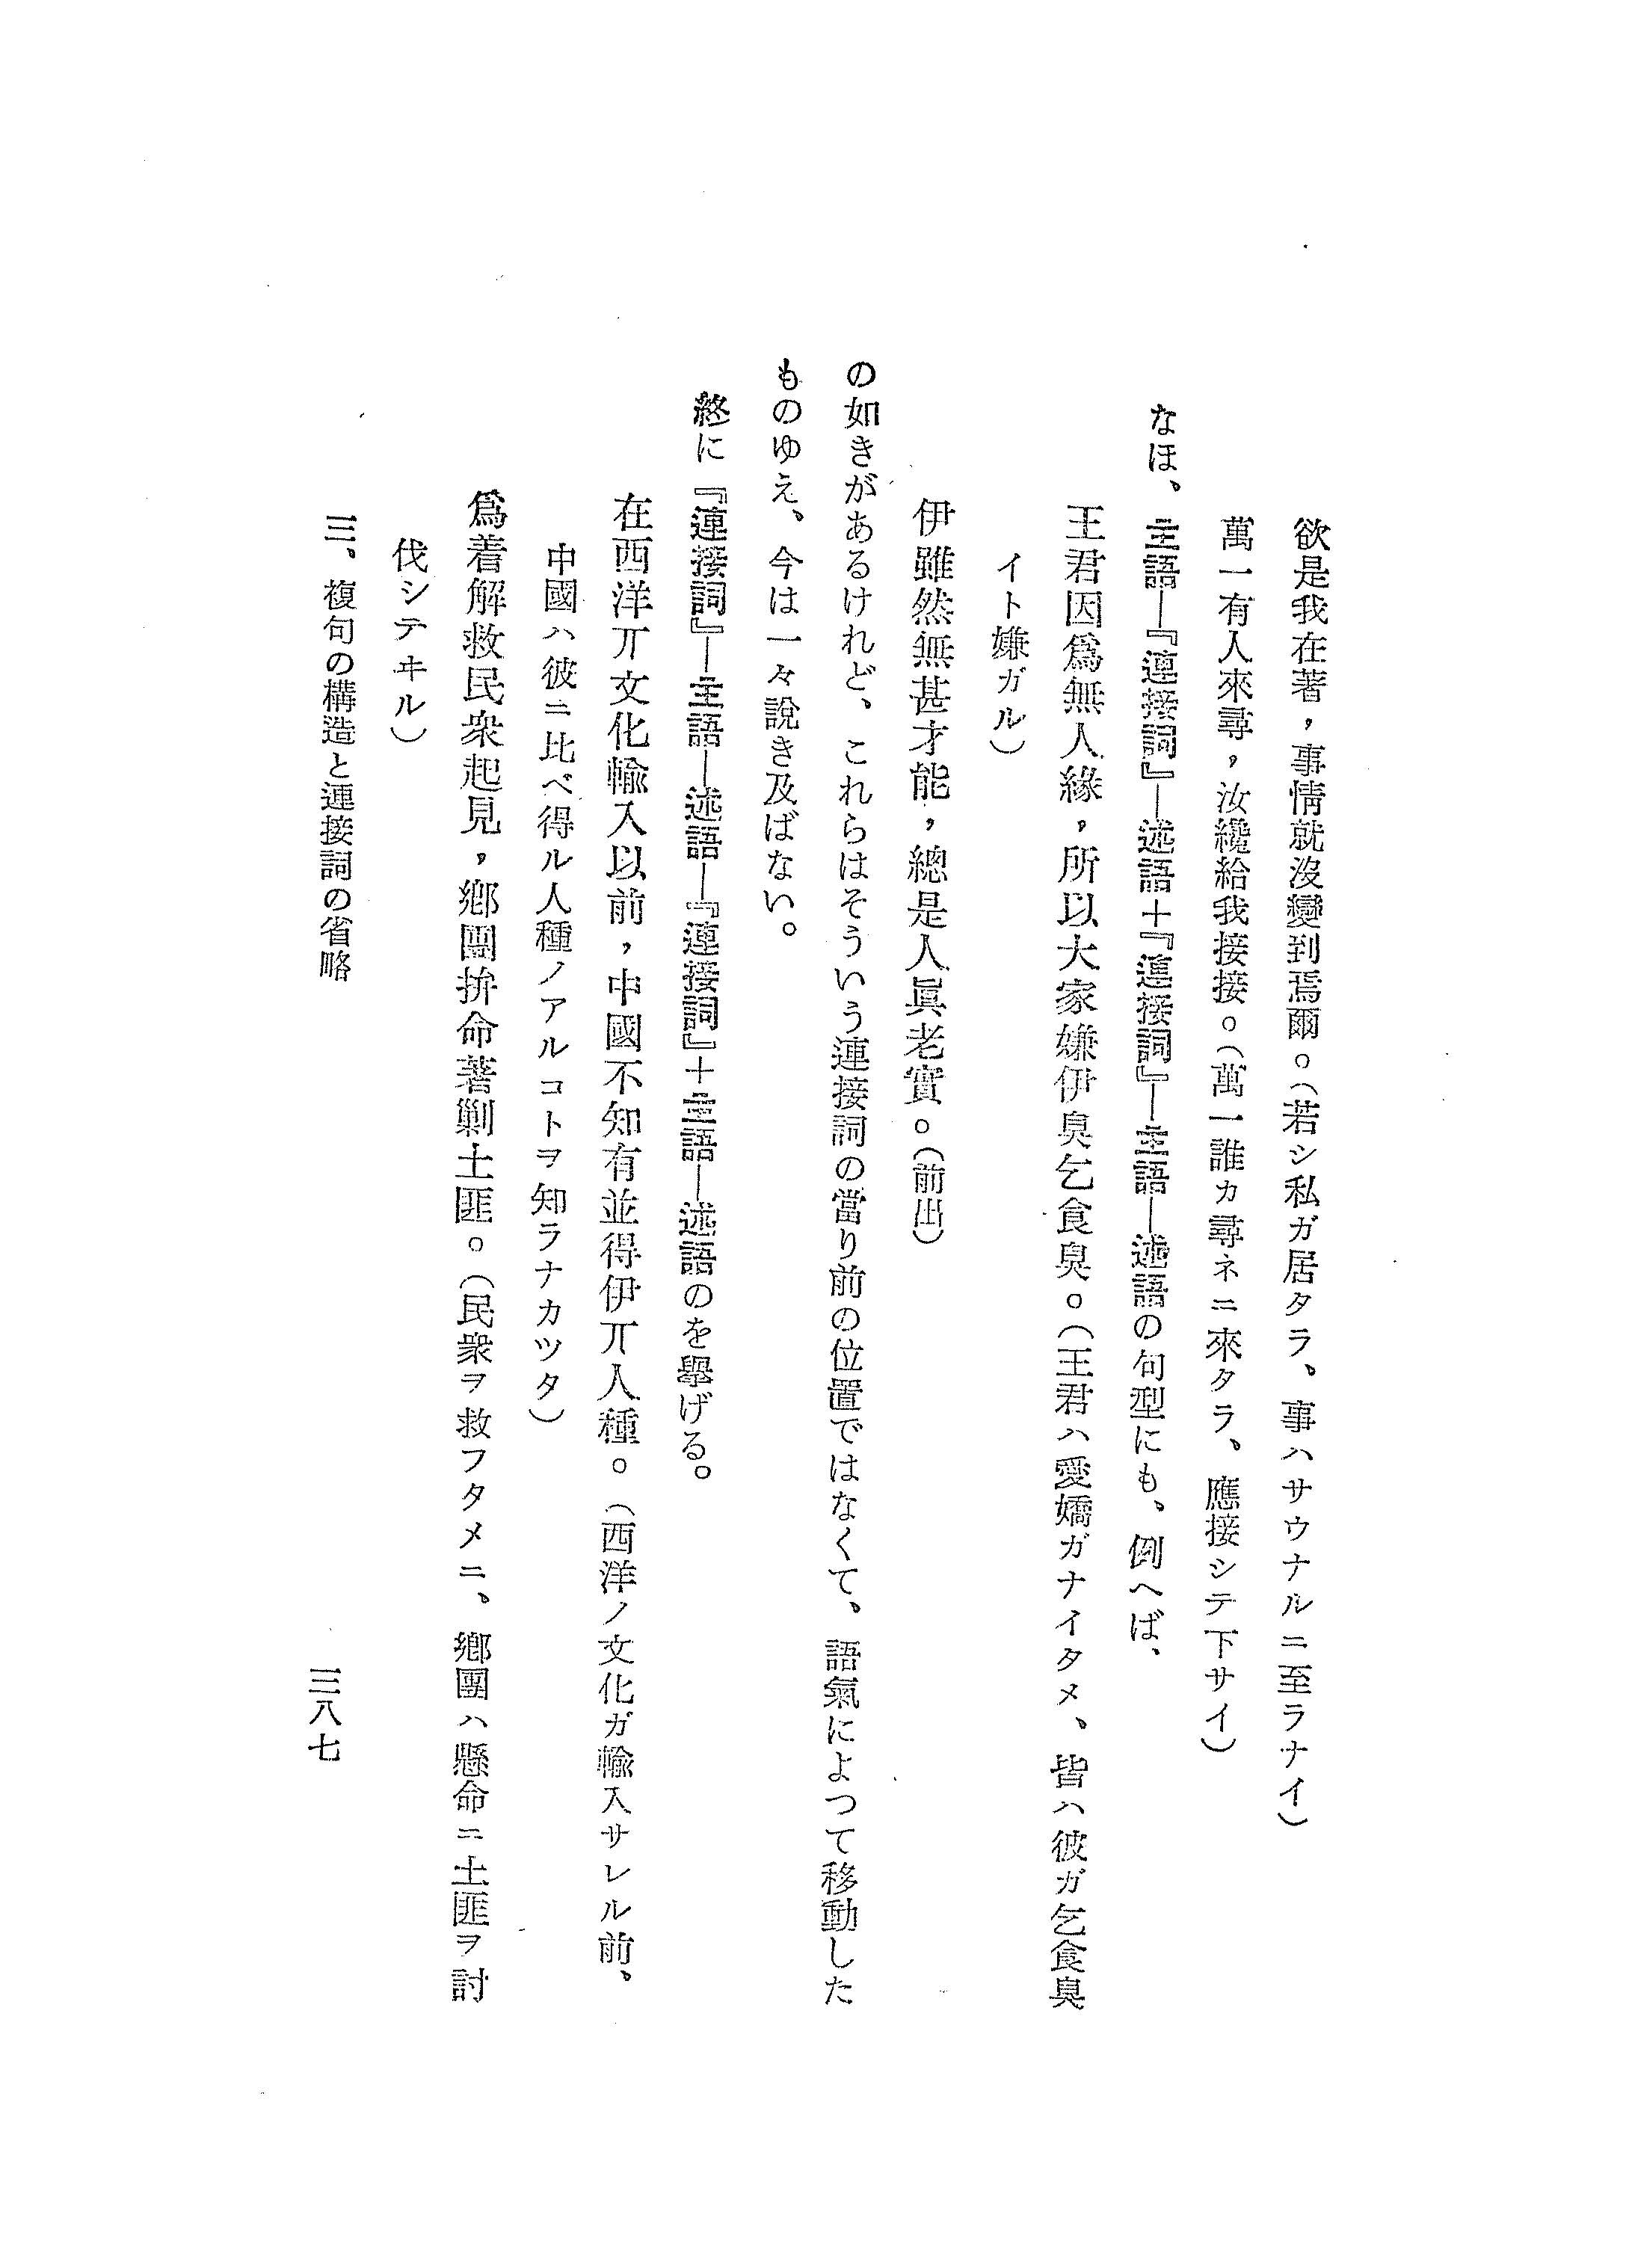 欲是我在著，事情就沒變到焉爾。（若シ私ガ居タラ、事ハサウナルニ至ラナイ）
萬一有人來尋，汝纔給我接接。（萬一誰カ尋ネニ來タラ、應接シテ下サイ）
なほ、主語―『連接詞』―述語＋『連接詞』―主語―述語の句型にも、例へば、
王君因爲無人緣，所以大家嫌伊臭乞食臭。（王君ハ愛嬌ガナイタメ、皆ハ彼ガ乞食臭
イト嫌ガル）
伊雖然無甚才能，總是人眞老實。（前出）
の如きがあるけれど、これらはそういう連接詞の當り前の位置ではなくて、語氣によつて移動した
ものゆえ、今は一々說き及ばない。
終に『連接詞』―主語―述語―『連接詞』＋主語―述語のを擧げる。
在西洋丌文化輸入以前，中國不知有並得伊丌人種。（西洋ノ文化ガ輸入サレル前、
中國ハ彼ニ比べ得ル人種ノアルコトヲ知ラナカツタ）
爲着解救民衆起見，鄕團拚命著剿土匪。（民衆ヲ救フタメニ、鄕團ハ懸命ニ土匪ヲ討
伐シテヰル）
三、複句の構造と連接詞の省略
三八七